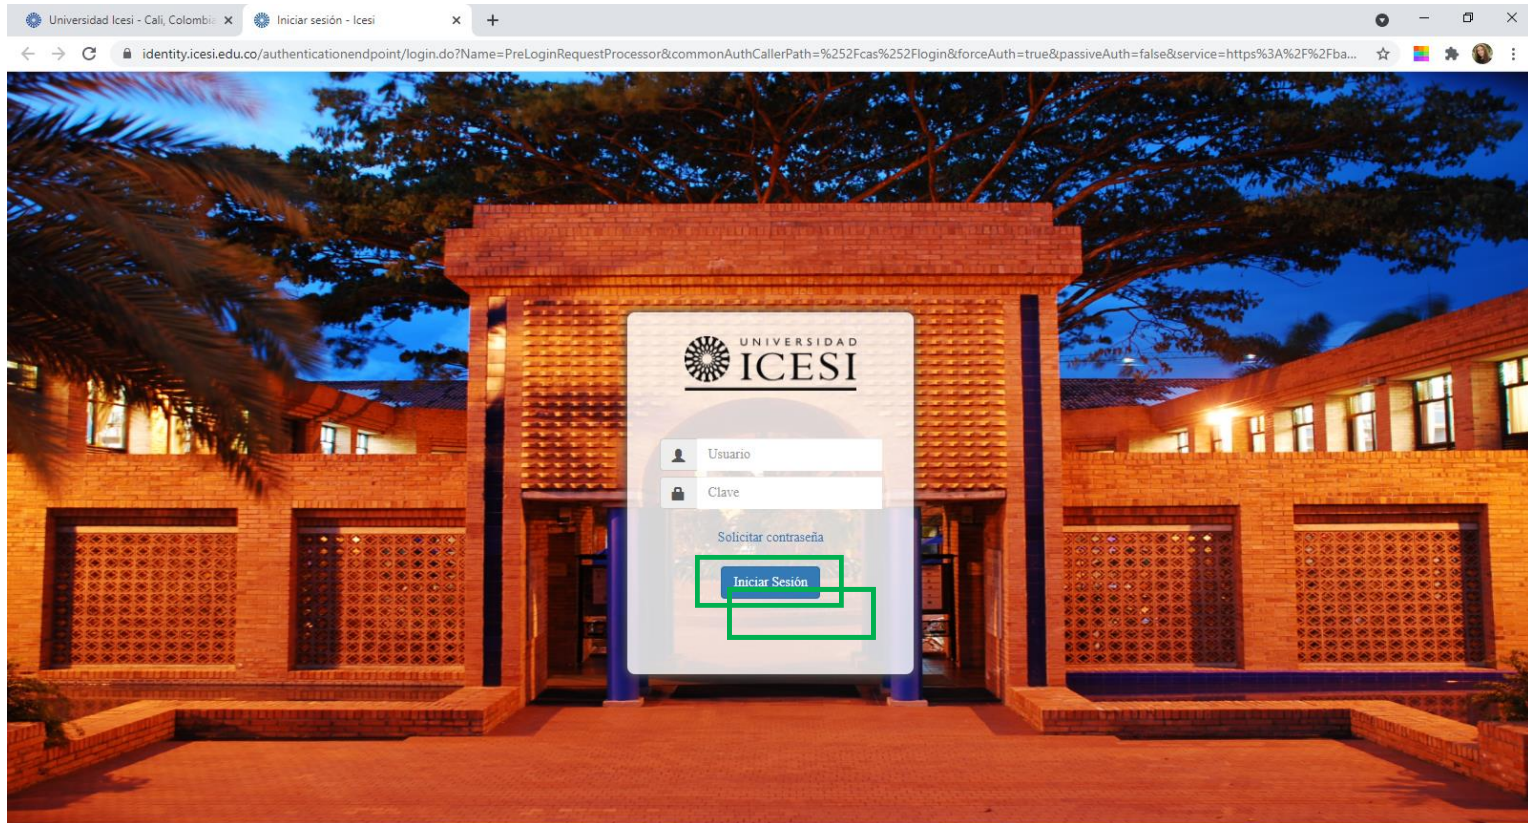 Universidad Icesi - Cali, Colombia
Iniciar sesión - Icesi
identity.icesi.edu.co/authenticationendpoint/login.do?Name=PreLoginRequestProcessor&commonAuthCallerPath=%252Fcas%252Flogin&forceAuth=true&passiveAuth=false&service=https%3A%2F%2Fba...
UNIVERSIDAD
ICESI
Usuario
Clave
Solicitar contraseña
Iniciar Sesión